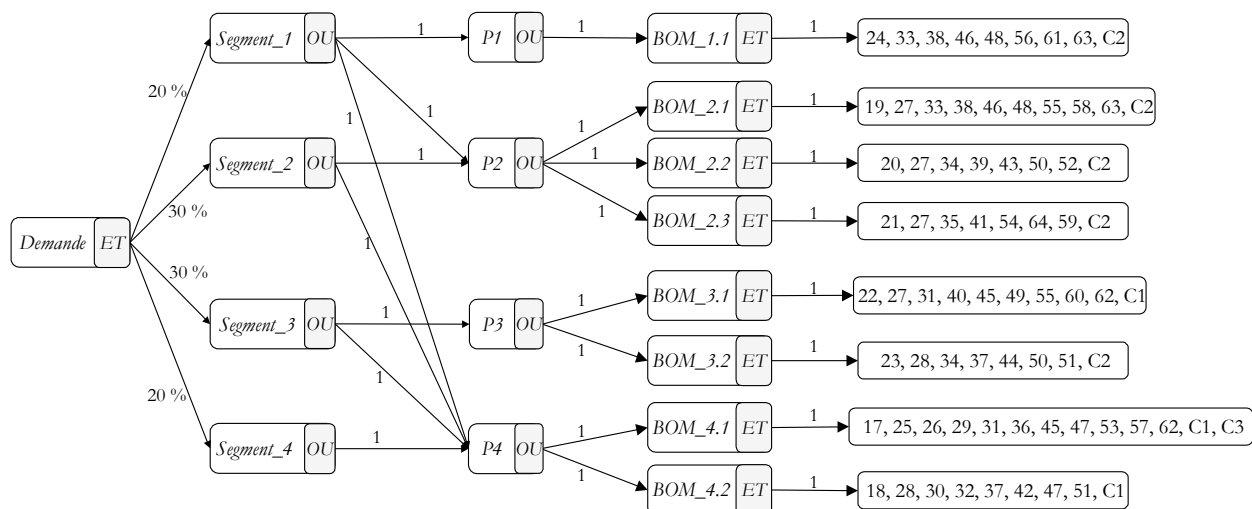 Segment_1 OU
1
P1 OU
1
BOM_1.1 ET
1
24, 33, 38, 46, 48, 56, 61, 63, C2
20 %
1
1
1
BOM_2.1 ET
1
19, 27, 33, 38, 46, 48, 55, 58, 63, C2
Segment_2 OU
1
P2 OU
1
BOM_2.2 ET
1
20, 27, 34, 39, 43, 50, 52, C2
30 %
1
BOM_2.3 ET
1
21, 27, 35, 41, 54, 64, 59, C2
Demande ET
1
30 %
1
BOM_3.1 ET
1
22, 27, 31, 40, 45, 49, 55, 60, 62, C1
Segment_3 OU
1
P3 OU
1
BOM_3.2 ET
1
23, 28, 34, 37, 44, 50, 51, C2
1
20 %
1
BOM_4.1 ET
1
17, 25, 26, 29, 31, 36, 45, 47, 53, 57, 62, C1, C3
Segment_4 OU
1
P4 OU
1
BOM_4.2 ET
1
18, 28, 30, 32, 37, 42, 47, 51, C1